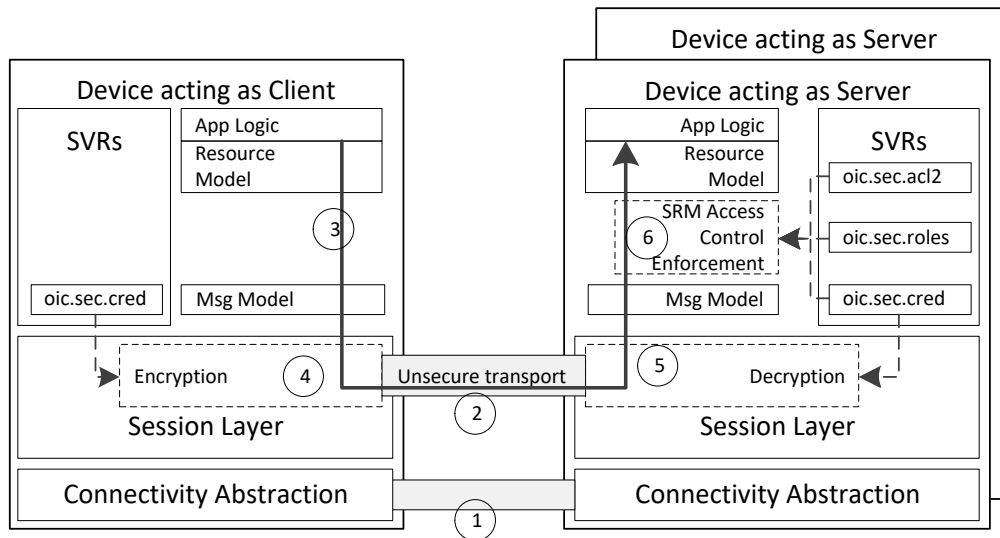 Device acting as Server
Device acting as Client
SVRs
App Logic
Resource
Model
3
oic.sec.cred
Msg Model
Encryption
4
Session Layer
Connectivity Abstraction
Unsecure transport
2
1
Device acting as Server
App Logic
Resource
Model
SVRs
oic.sec.acl2
SRM Access
6
Control
oic.sec.roles
Enforcement
Msg Model
oic.sec.cred
5
Decryption
Session Layer
Connectivity Abstraction